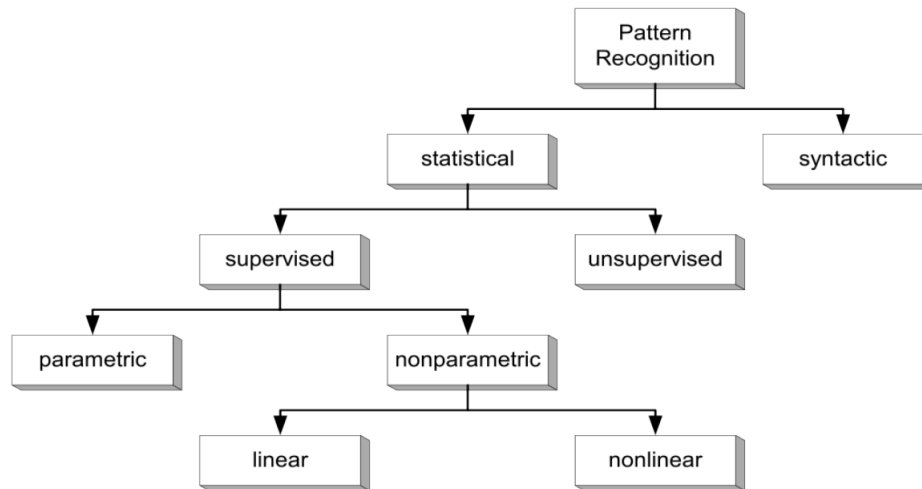 Pattern
Recognition
statistical
syntactic
supervised
unsupervised
parametric
nonparametric
linear
nonlinear